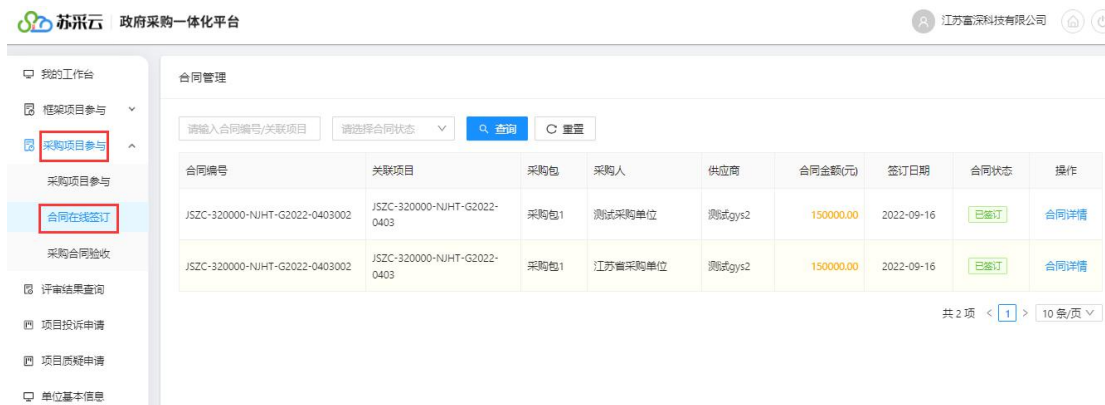 苏采云 政府采购一体化平台 江苏富深科技有限公司
我的工作台
框架项目参与
采购项目参与
采购项目参与
合同在线签订
采购合同验收
评审结果查询
项目投诉申请
项目质疑申请
单位基本信息
合同管理
请输入合同编号/关联项目 请选择合同状态 查询 重置
合同编号 关联项目 采购包 采购人 供应商 合同金额(元) 签订日期 合同状态 操作
JSZC-320000-NJHT-G2022-0403002 JSZC-320000-NJHT-G2022-0403 采购包1 测试采购单位 测试gys2 150000.00 2022-09-16 已签订 合同详情
JSZC-320000-NJHT-G2022-0403002 JSZC-320000-NJHT-G2022-0403 采购包1 江苏省采购单位 测试gys2 150000.00 2022-09-16 已签订 合同详情
共 2 项 < 1 > 10 条/页